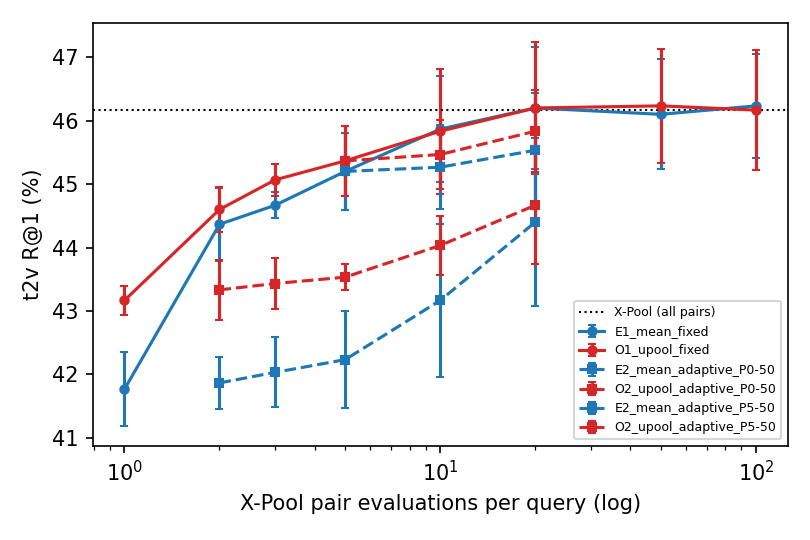 47
46
45
44
43
42
41
t2v R@1 (%)
10⁰
10¹
10²
X-Pool pair evaluations per query (log)
X-Pool (all pairs)
E1_mean_fixed
O1_upool_fixed
E2_mean_adaptive_P0-50
O2_upool_adaptive_P0-50
E2_mean_adaptive_P5-50
O2_upool_adaptive_P5-50